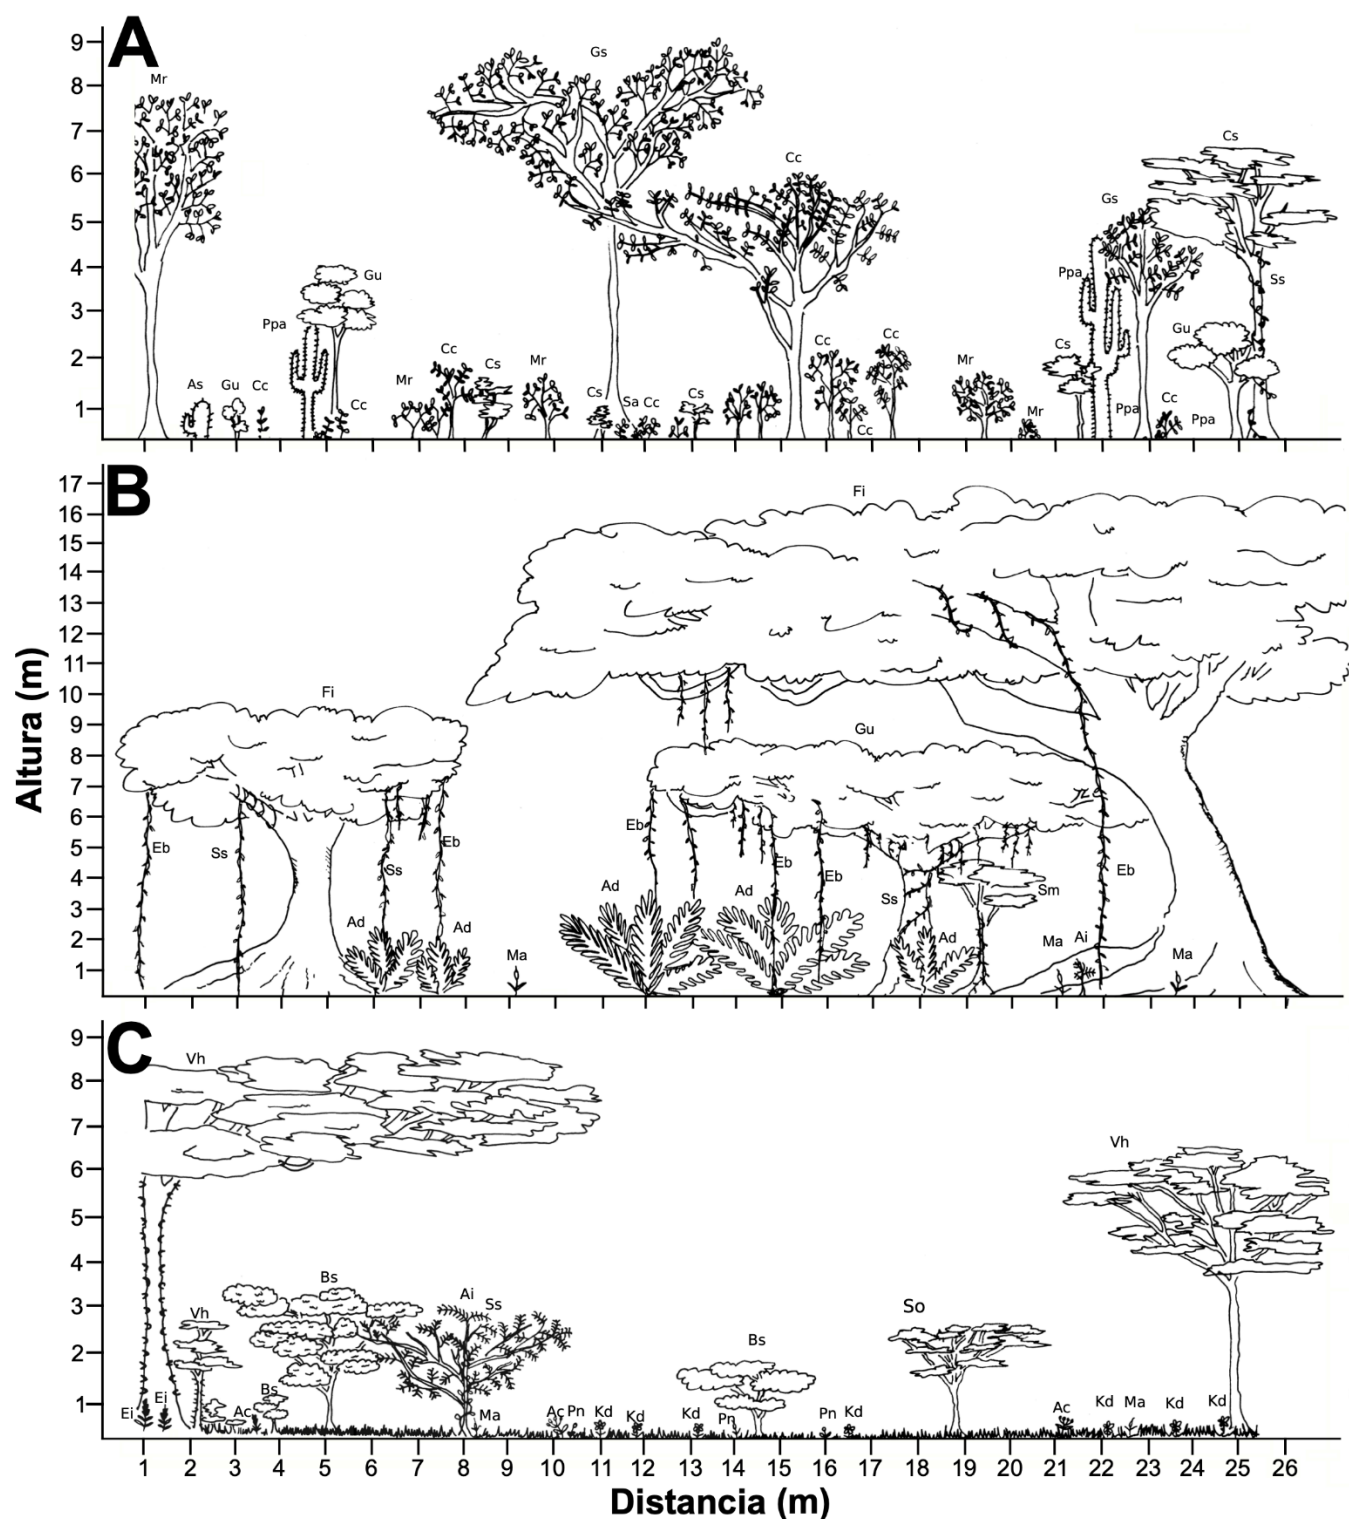 A
9
8
7
6
5
4
3
2
1
Mr
Gs
Cc
Cs
Gs
Gu
Ppa
Ss
Ppa
Gu
Cc
Cs
Cc
Cc
Cs
Mr
Mr
As Gu Cc
Cc
Mr
Cs
Sa Cc
Cs
Cc
Mr
Ppa
Cc
Ppa
B
17
16
15
14
13
12
11
10
9
8
7
6
5
4
3
2
1
Altura (m)
Fi
Fi
Gu
Eb
Eb
Ss
Eb
Eb
Ss
Eb
Eb
Ad
Ad
Sm
Ss
Ad
Ad
Ad
Ma
Ma
Ai
Ma
C
9
8
7
6
5
4
3
2
1
Vh
Vh
Bs
Ai
Ss
Vh
So
Bs
Bs
Ei
Ei
Ac
Ma
Ac Pn Kd
Kd
Kd
Pn
Pn Kd
Ac
Kd Ma
Kd
Kd
1 2 3 4 5 6 7 8 9 10 11 12 13 14 15 16 17 18 19 20 21 22 23 24 25 26
Distancia (m)